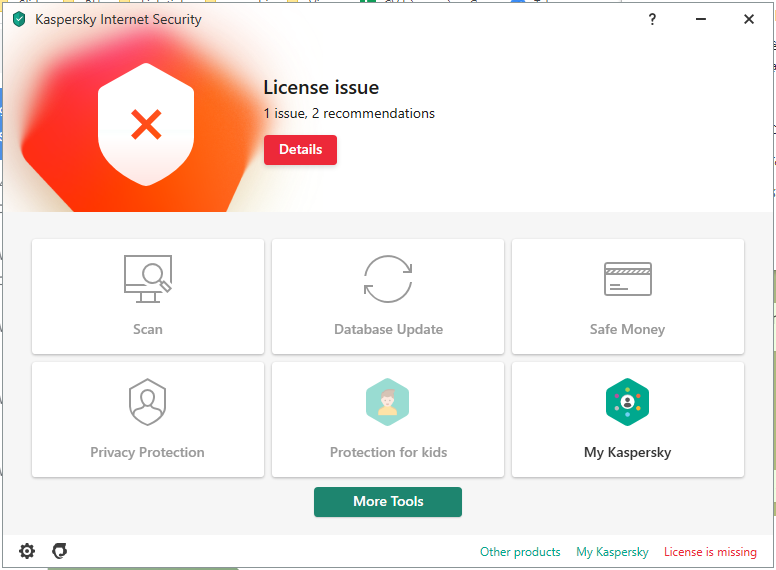 Kaspersky Internet Security
?
License issue
1 issue, 2 recommendations
Details
Scan
Database Update
Safe Money
Privacy Protection
Protection for kids
My Kaspersky
More Tools
Other products
My Kaspersky
License is missing